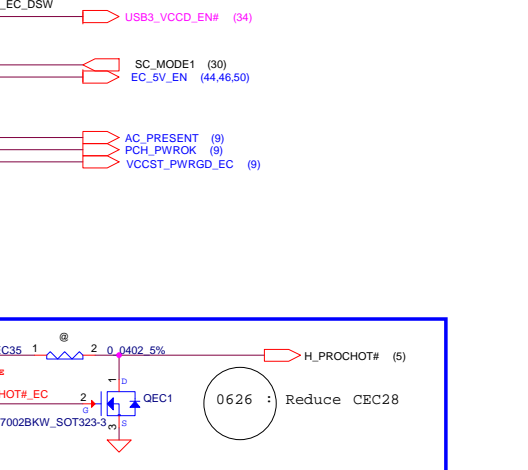 _EC_DSW
USB3_VCCD_EN# (34)
SC_MODE1 (30)
EC_5V_EN (44,46,50)
AC_PRESENT (9)
PCH_PWROK (9)
VCCST_PWRGD_EC (9)
@
EC35 1 2 0_0402_5%
H_PROCHOT# (5)
1
D
HOT#_EC 2 QEC1
G
S
3
7002BKW_SOT323-3
0626 : Reduce CEC28